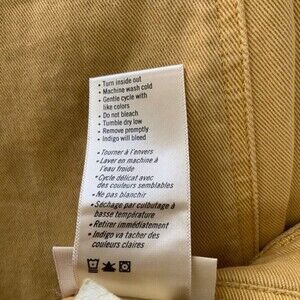 • Turn inside out
• Machine wash cold
• Gentle cycle with
like colors
• Do not bleach
• Tumble dry low
• Remove promptly
• Indigo will bleed
• Tourner à l'envers
• Laver en machine à
l'eau froide
• Cycle délicat avec
des couleurs semblables
• Ne pas blanchir
• Séchage par culbutage à
basse température
• Retirer immédiatement
• Indigo va tacher des
couleurs claires